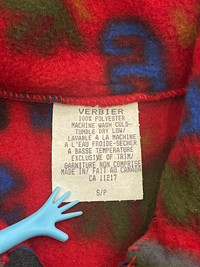 VERBIER
100% POLYESTER
MACHINE WASH COLD-
TUMBLE DRY LOW/
LAVABLE A LA MACHINE
A L'EAU FROIDE-SECHER
A BASSE TEMPERATURE
EXCLUSIVE OF TRIM/
GARNITURE NON COMPRISE
MADE IN/ FAIT AU CANADA
CA 11217
S/P